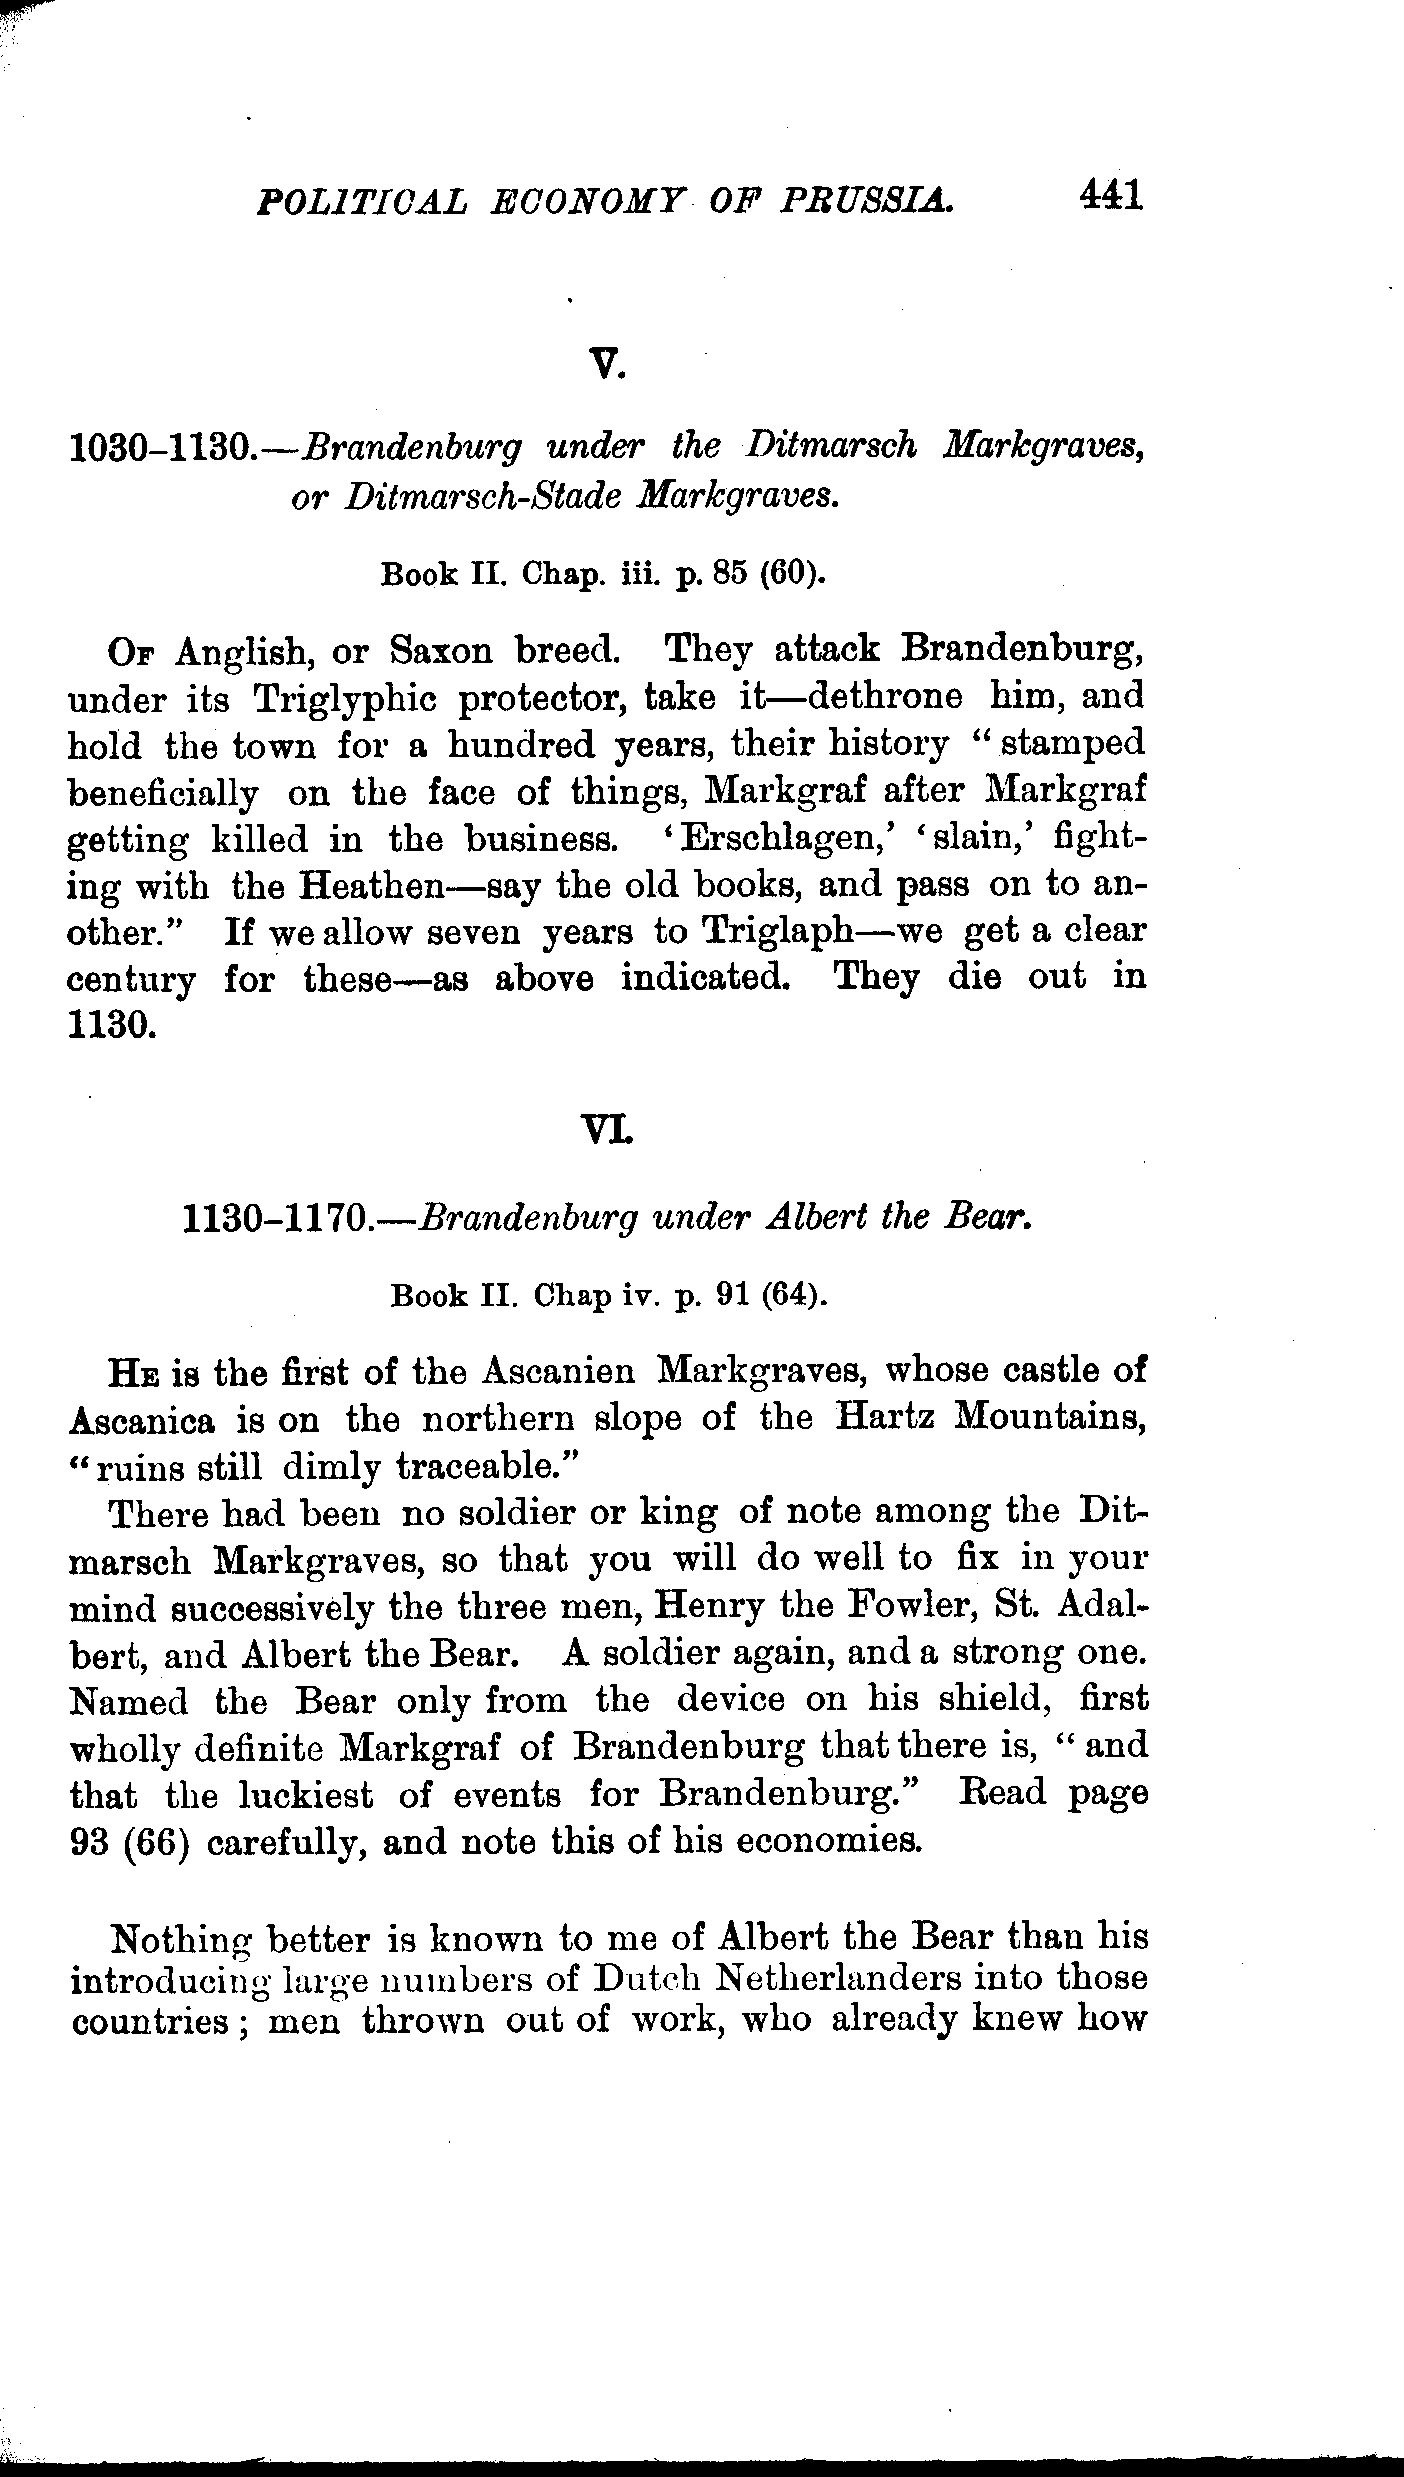 POLITICAL ECONOMY OF PRUSSIA. 441
V.
1030–1130.—Brandenburg under the Ditmarsch Markgraves,
or Ditmarsch-Stade Markgraves.
Book II. Chap. iii. p. 85 (60).
OF Anglish, or Saxon breed. They attack Brandenburg,
under its Triglyphic protector, take it—dethrone him, and
hold the town for a hundred years, their history “stamped
beneficially on the face of things, Markgraf after Markgraf
getting killed in the business. ‘Erschlagen,’ ‘slain,’ fight-
ing with the Heathen—say the old books, and pass on to an-
other.” If we allow seven years to Triglaph—we get a clear
century for these—as above indicated. They die out in
1130.
VI.
1130–1170.—Brandenburg under Albert the Bear.
Book II. Chap iv. p. 91 (64).
HE is the first of the Ascanien Markgraves, whose castle of
Ascanica is on the northern slope of the Hartz Mountains,
“ruins still dimly traceable.”
There had been no soldier or king of note among the Dit-
marsch Markgraves, so that you will do well to fix in your
mind successively the three men, Henry the Fowler, St. Adal-
bert, and Albert the Bear. A soldier again, and a strong one.
Named the Bear only from the device on his shield, first
wholly definite Markgraf of Brandenburg that there is, “and
that the luckiest of events for Brandenburg.” Read page
93 (66) carefully, and note this of his economies.
Nothing better is known to me of Albert the Bear than his
introducing large numbers of Dutch Netherlanders into those
countries; men thrown out of work, who already knew how